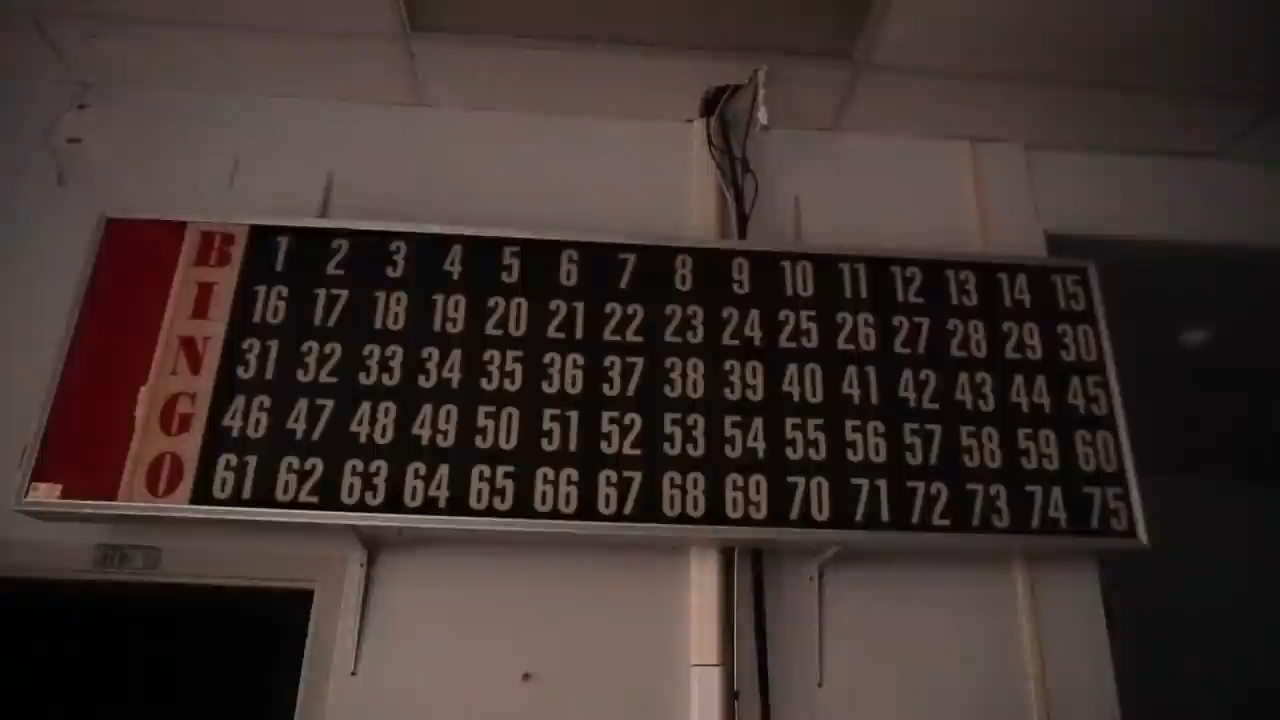 B 1 2 3 4 5 6 7 8 9 10 11 12 13 14 15
I 16 17 18 19 20 21 22 23 24 25 26 27 28 29 30
N 31 32 33 34 35 36 37 38 39 40 41 42 43 44 45
G 46 47 48 49 50 51 52 53 54 55 56 57 58 59 60
O 61 62 63 64 65 66 67 68 69 70 71 72 73 74 75